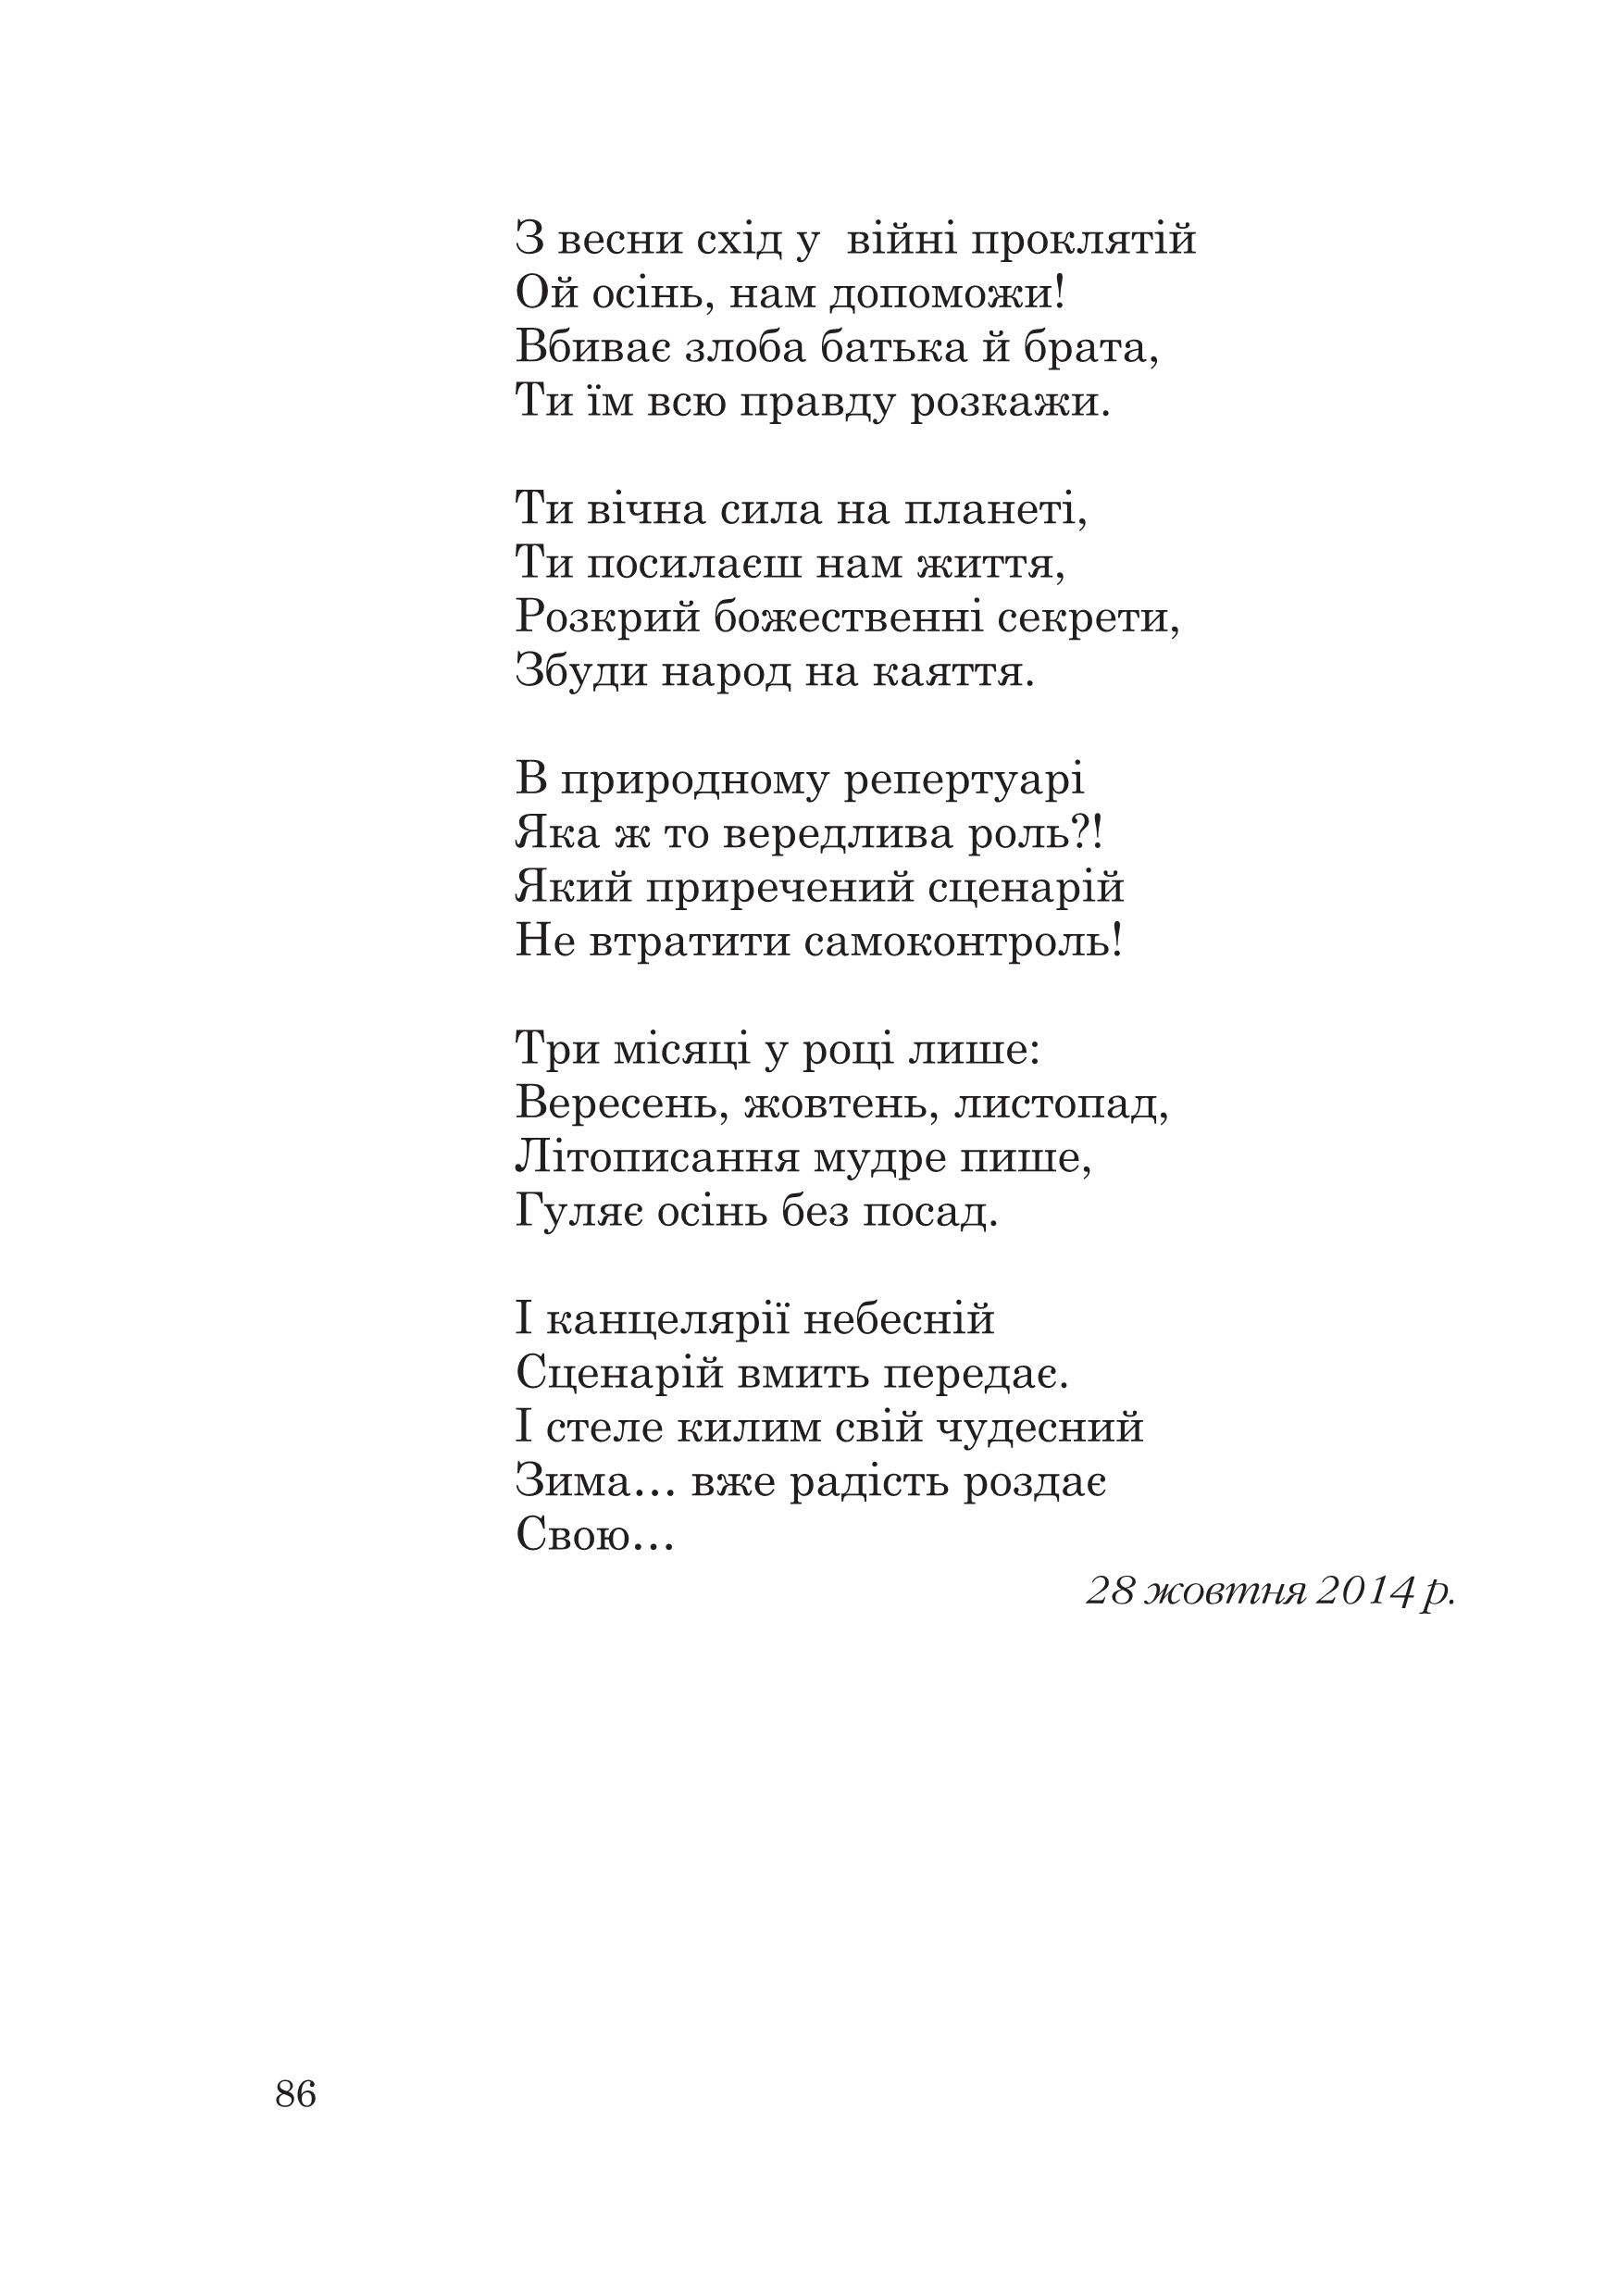 З весни схід у  війні проклятій
Ой осінь, нам допоможи!
Вбиває злоба батька й брата,
Ти їм всю правду розкажи.

Ти вічна сила на планеті,
Ти посилаєш нам життя,
Розкрий божественні секрети,
Збуди народ на каяття.

В природному репертуарі
Яка ж то вередлива роль?!
Який приречений сценарій
Не втратити самоконтроль!

Три місяці у році лише:
Вересень, жовтень, листопад,
Літописання мудре пише,
Гуляє осінь без посад.

І канцелярії небесній
Сценарій вмить передає.
І стеле килим свій чудесний
Зима... вже радість роздає
Свою...
28 жовтня 2014 р.
86